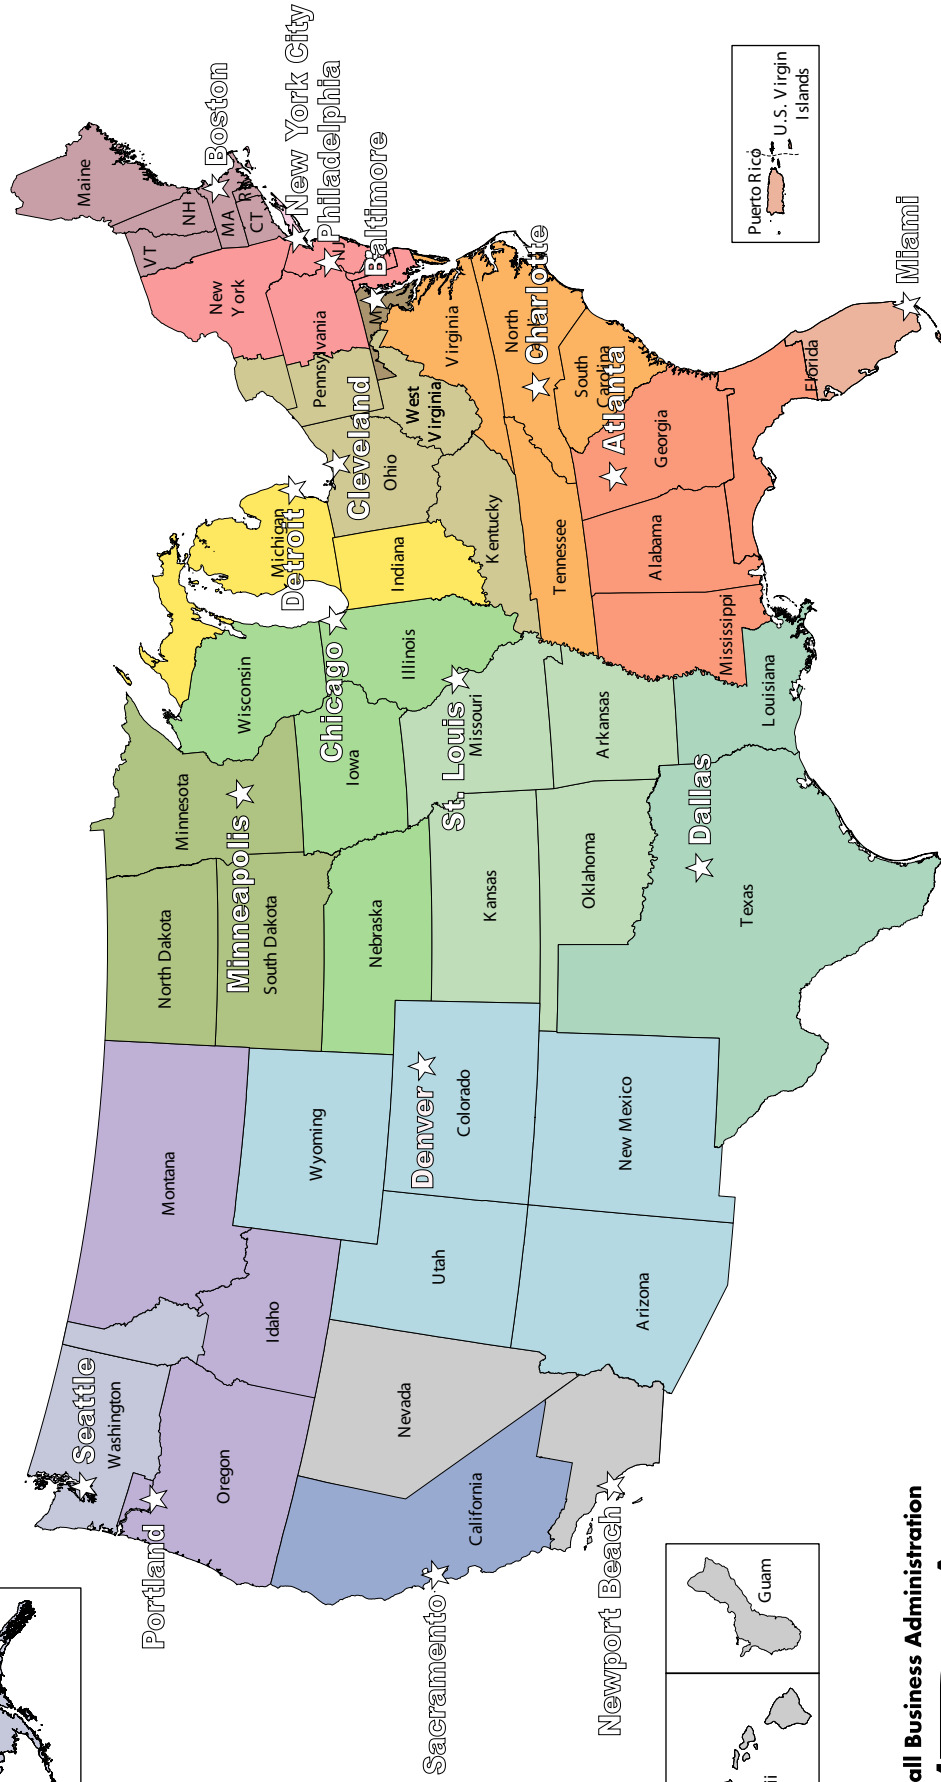 Maine
VT
NH
MA
RI
CT
Boston
New
York
New York City
Philadelphia
NJ
Baltimore
Pennsylvania
Cleveland
Ohio
West
Virginia
Virginia
North
Charlotte
South
Carolina
Atlanta
Georgia
Florida
Miami
Puerto Rico
U.S. Virgin
Islands
Michigan
Detroit
Indiana
Kentucky
Tennessee
Alabama
Mississippi
Wisconsin
Chicago
Illinois
Iowa
St. Louis
Missouri
Arkansas
Louisiana
Minnesota
Minneapolis
North Dakota
South Dakota
Nebraska
Kansas
Oklahoma
Dallas
Texas
Montana
Wyoming
Denver
Colorado
New Mexico
Idaho
Utah
Arizona
Seattle
Washington
Oregon
Portland
Nevada
California
Sacramento
Newport Beach
Guam
ii
all Business Administration